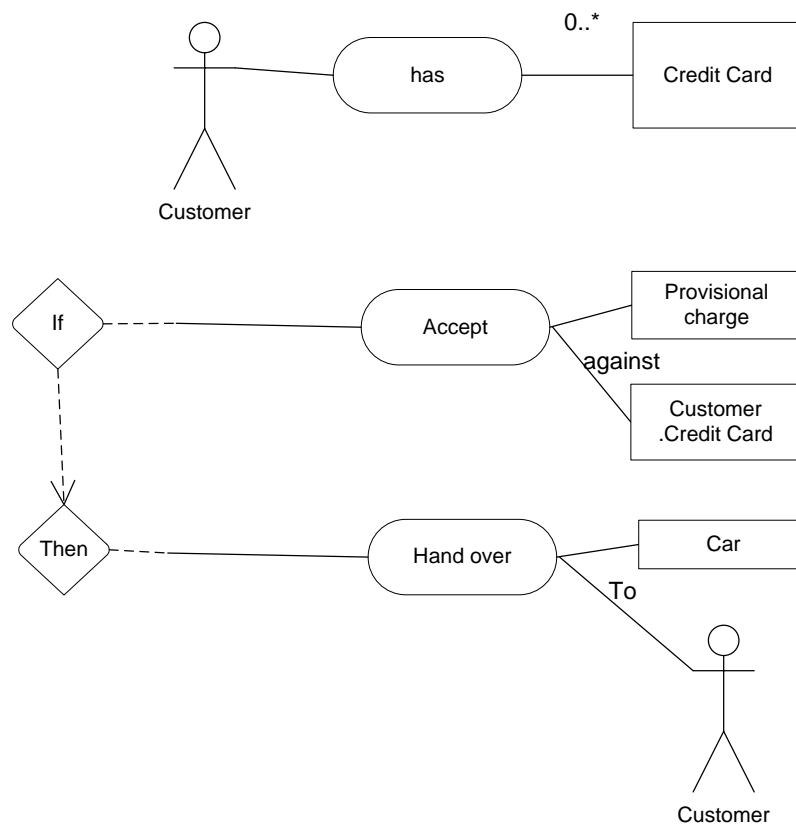 0..*
has
Credit Card
Customer
If
Accept
Provisional
charge
against
Customer
.Credit Card
Then
Hand over
Car
To
Customer